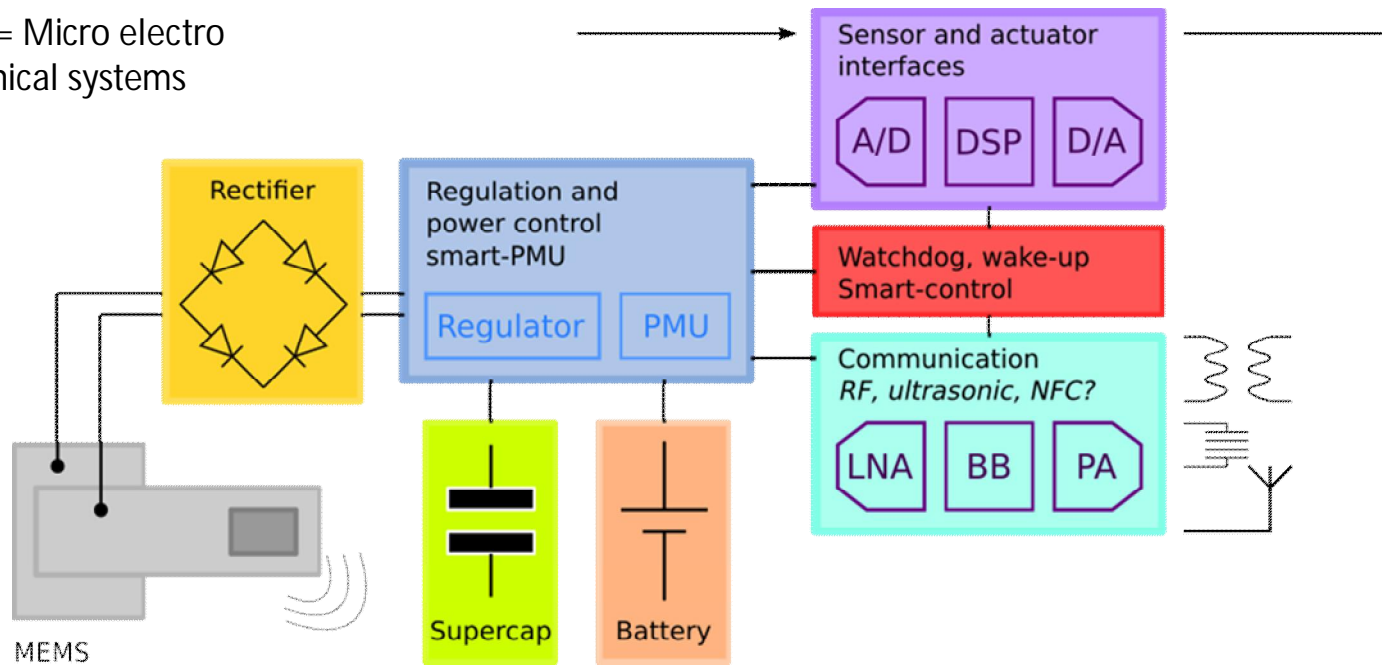 = Micro electro
nical systems
Sensor and actuator
interfaces
A/D DSP D/A
Rectifier
Regulation and
power control
smart-PMU
Regulator PMU
Watchdog, wake-up
Smart-control
Communication
RF, ultrasonic, NFC?
LNA BB PA
Supercap
Battery
MEMS